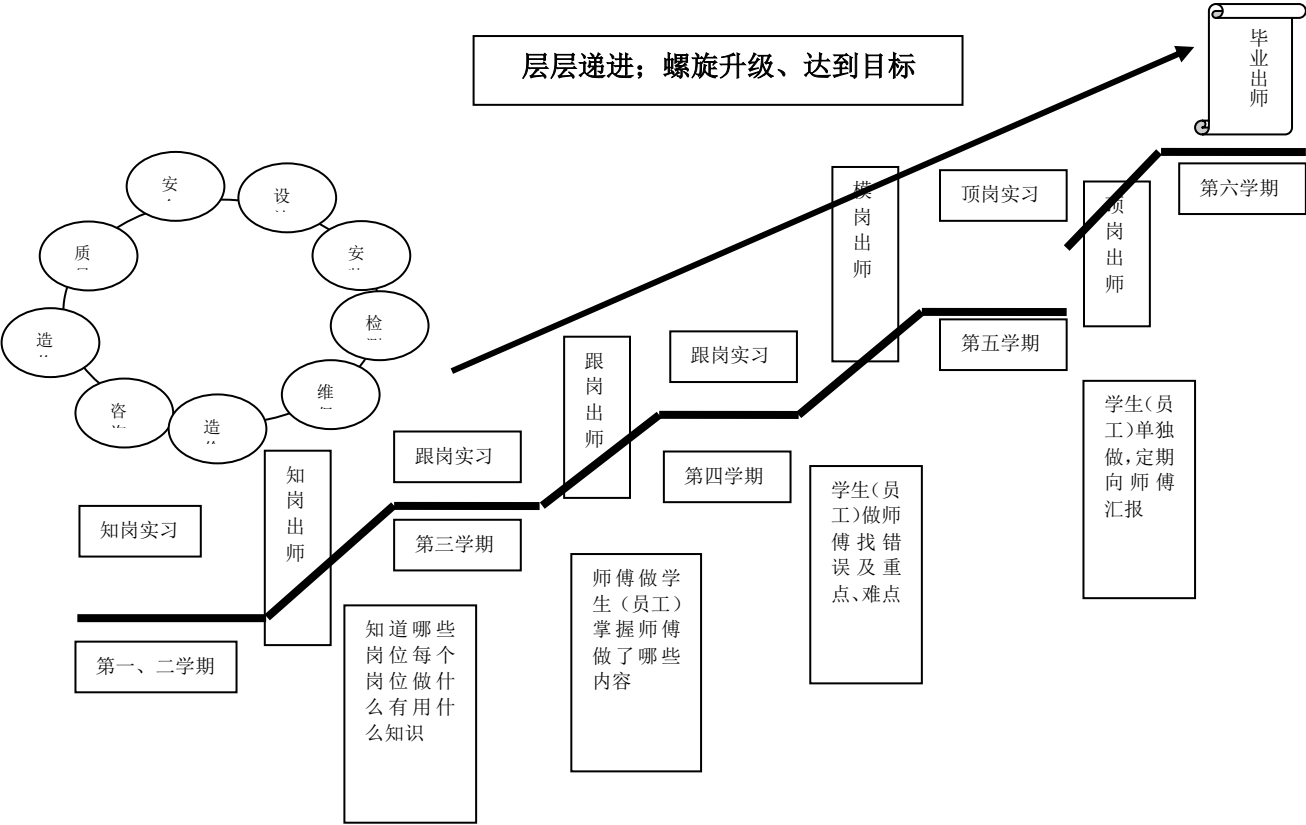 层层递进；螺旋升级、达到目标
毕业出师
安
设
安
检
维
造
咨
造
质
知岗实习
第一、二学期
知岗出师
知道哪些
岗位每个
岗位做什
么有用什
么知识
跟岗实习
第三学期
跟岗出师
师傅做学
生（员工）
掌握师傅
做了哪些
内容
跟岗实习
第四学期
模岗出师
学生（员
工）做师
傅找错
误及重
点、难点
顶岗实习
第五学期
顶岗出师
学生（员
工）单独
做，定期
向师傅
汇报
第六学期